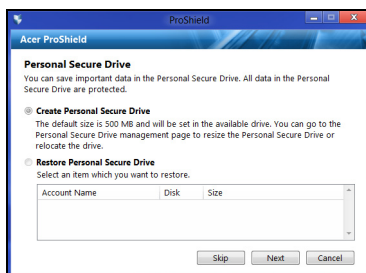 ProShield
Acer ProShield
Personal Secure Drive
You can save important data in the Personal Secure Drive. All data in the Personal
Secure Drive are protected.
Create Personal Secure Drive
The default size is 500 MB and will be set in the available drive. You can go to the
Personal Secure Drive management page to resize the Personal Secure Drive or
relocate the drive.
Restore Personal Secure Drive
Select an item which you want to restore.
Account Name Disk Size
Skip Next Cancel